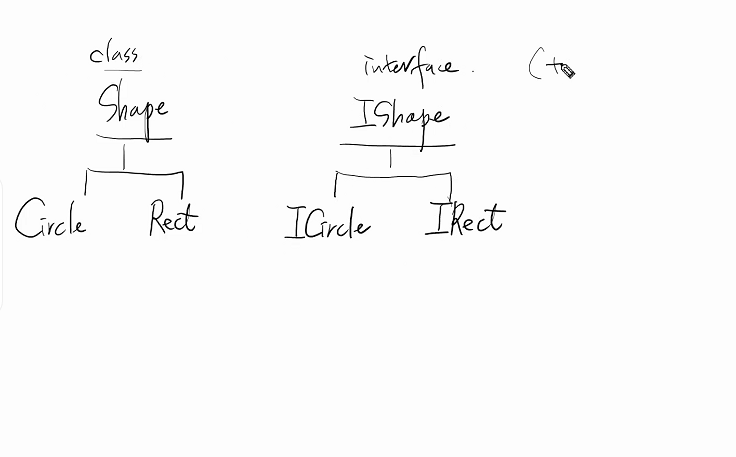 class
Shape
Circle Rect
interface.
IShape
ICircle IRect